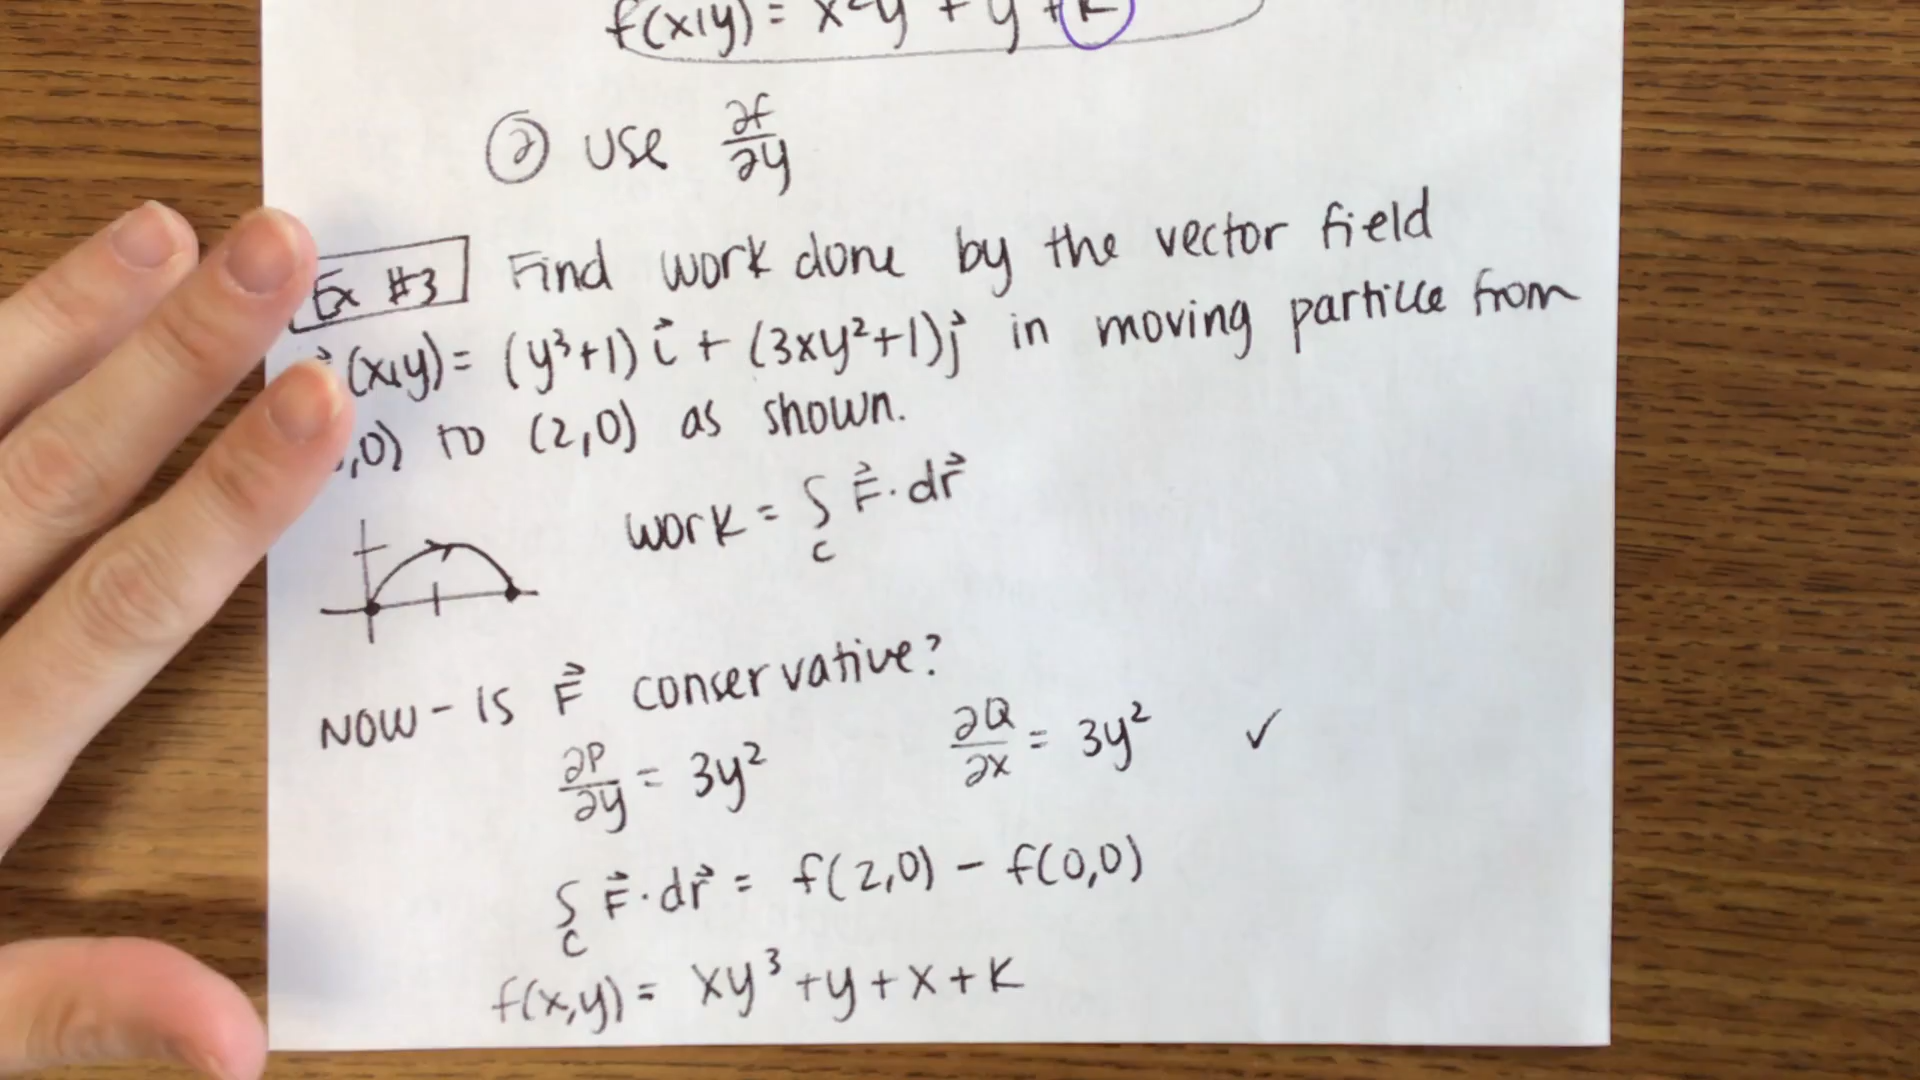 f(x,y) = x²y + y + K
② USE ∂f/∂y
Ex #3 Find work done by the vector field
(x,y) = (y³+1) i⃗ + (3xy²+1) j⃗ in moving particle from
,0) to (2,0) as shown.
work = ∫_C F⃗ · dr⃗
NOW - IS F⃗ conservative?
∂P/∂y = 3y² ∂Q/∂x = 3y² ✓
∫_C F⃗ · dr⃗ = f(2,0) - f(0,0)
f(x,y) = xy³ + y + x + K